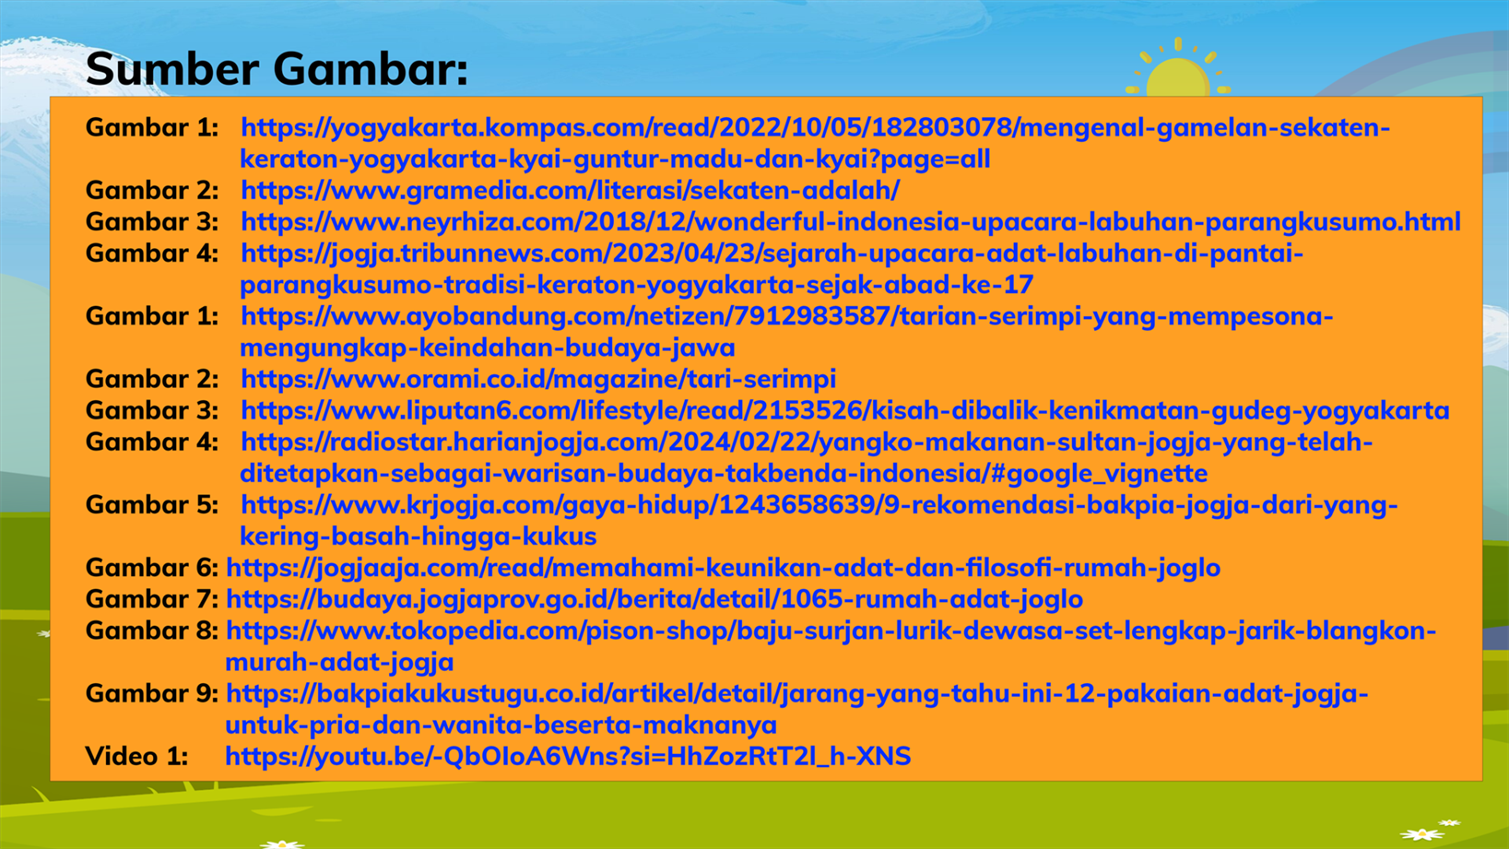 Sumber Gambar:
Gambar 1: https://yogyakarta.kompas.com/read/2022/10/05/182803078/mengenal-gamelan-sekaten-
keraton-yogyakarta-kyai-guntur-madu-dan-kyai?page=all
Gambar 2: https://www.gramedia.com/literasi/sekaten-adalah/
Gambar 3: https://www.neyrhiza.com/2018/12/wonderful-indonesia-upacara-labuhan-parangkusumo.html
Gambar 4: https://jogja.tribunnews.com/2023/04/23/sejarah-upacara-adat-labuhan-di-pantai-
parangkusumo-tradisi-keraton-yogyakarta-sejak-abad-ke-17
Gambar 1: https://www.ayobandung.com/netizen/7912983587/tarian-serimpi-yang-mempesona-
mengungkap-keindahan-budaya-jawa
Gambar 2: https://www.orami.co.id/magazine/tari-serimpi
Gambar 3: https://www.liputan6.com/lifestyle/read/2153526/kisah-dibalik-kenikmatan-gudeg-yogyakarta
Gambar 4: https://radiostar.harianjogja.com/2024/02/22/yangko-makanan-sultan-jogja-yang-telah-
ditetapkan-sebagai-warisan-budaya-takbenda-indonesia/#google_vignette
Gambar 5: https://www.krjogja.com/gaya-hidup/1243658639/9-rekomendasi-bakpia-jogja-dari-yang-
kering-basah-hingga-kukus
Gambar 6: https://jogjaaja.com/read/memahami-keunikan-adat-dan-filosofi-rumah-joglo
Gambar 7: https://budaya.jogjaprov.go.id/berita/detail/1065-rumah-adat-joglo
Gambar 8: https://www.tokopedia.com/pison-shop/baju-surjan-lurik-dewasa-set-lengkap-jarik-blangkon-
murah-adat-jogja
Gambar 9: https://bakpiakukustugu.co.id/artikel/detail/jarang-yang-tahu-ini-12-pakaian-adat-jogja-
untuk-pria-dan-wanita-beserta-maknanya
Video 1: https://youtu.be/-QbOIoA6Wns?si=HhZozRtT2l_h-XNS